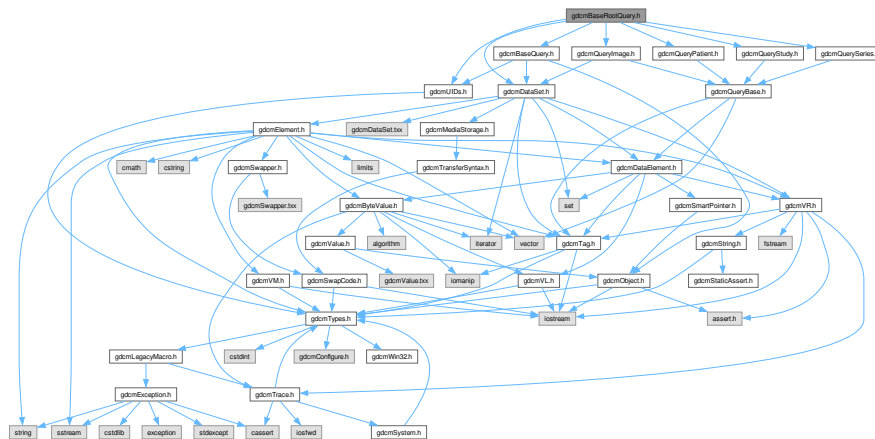 gdcmBaseRootQuery.h
gdcmBaseQuery.h
gdcmQueryImage.h
gdcmQueryPatient.h
gdcmQueryStudy.h
gdcmQuerySeries.
gdcmUIDs.h
gdcmDataSet.h
gdcmQueryBase.h
gdcmElement.h
gdcmDataSet.txx
gdcmMediaStorage.h
cmath
cstring
gdcmSwapper.h
limits
gdcmTransferSyntax.h
gdcmDataElement.h
gdcmSwapper.txx
gdcmByteValue.h
set
gdcmSmartPointer.h
gdcmVR.h
gdcmValue.h
algorithm
iterator
vector
gdcmTag.h
gdcmString.h
fstream
gdcmVM.h
gdcmSwapCode.h
gdcmValue.txx
iomanip
gdcmVL.h
gdcmObject.h
gdcmStaticAssert.h
gdcmTypes.h
iostream
assert.h
gdcmLegacyMacro.h
cstdint
gdcmConfigure.h
gdcmWin32.h
gdcmException.h
gdcmTrace.h
string
sstream
cstdlib
exception
stdexcept
cassert
iosfwd
gdcmSystem.h